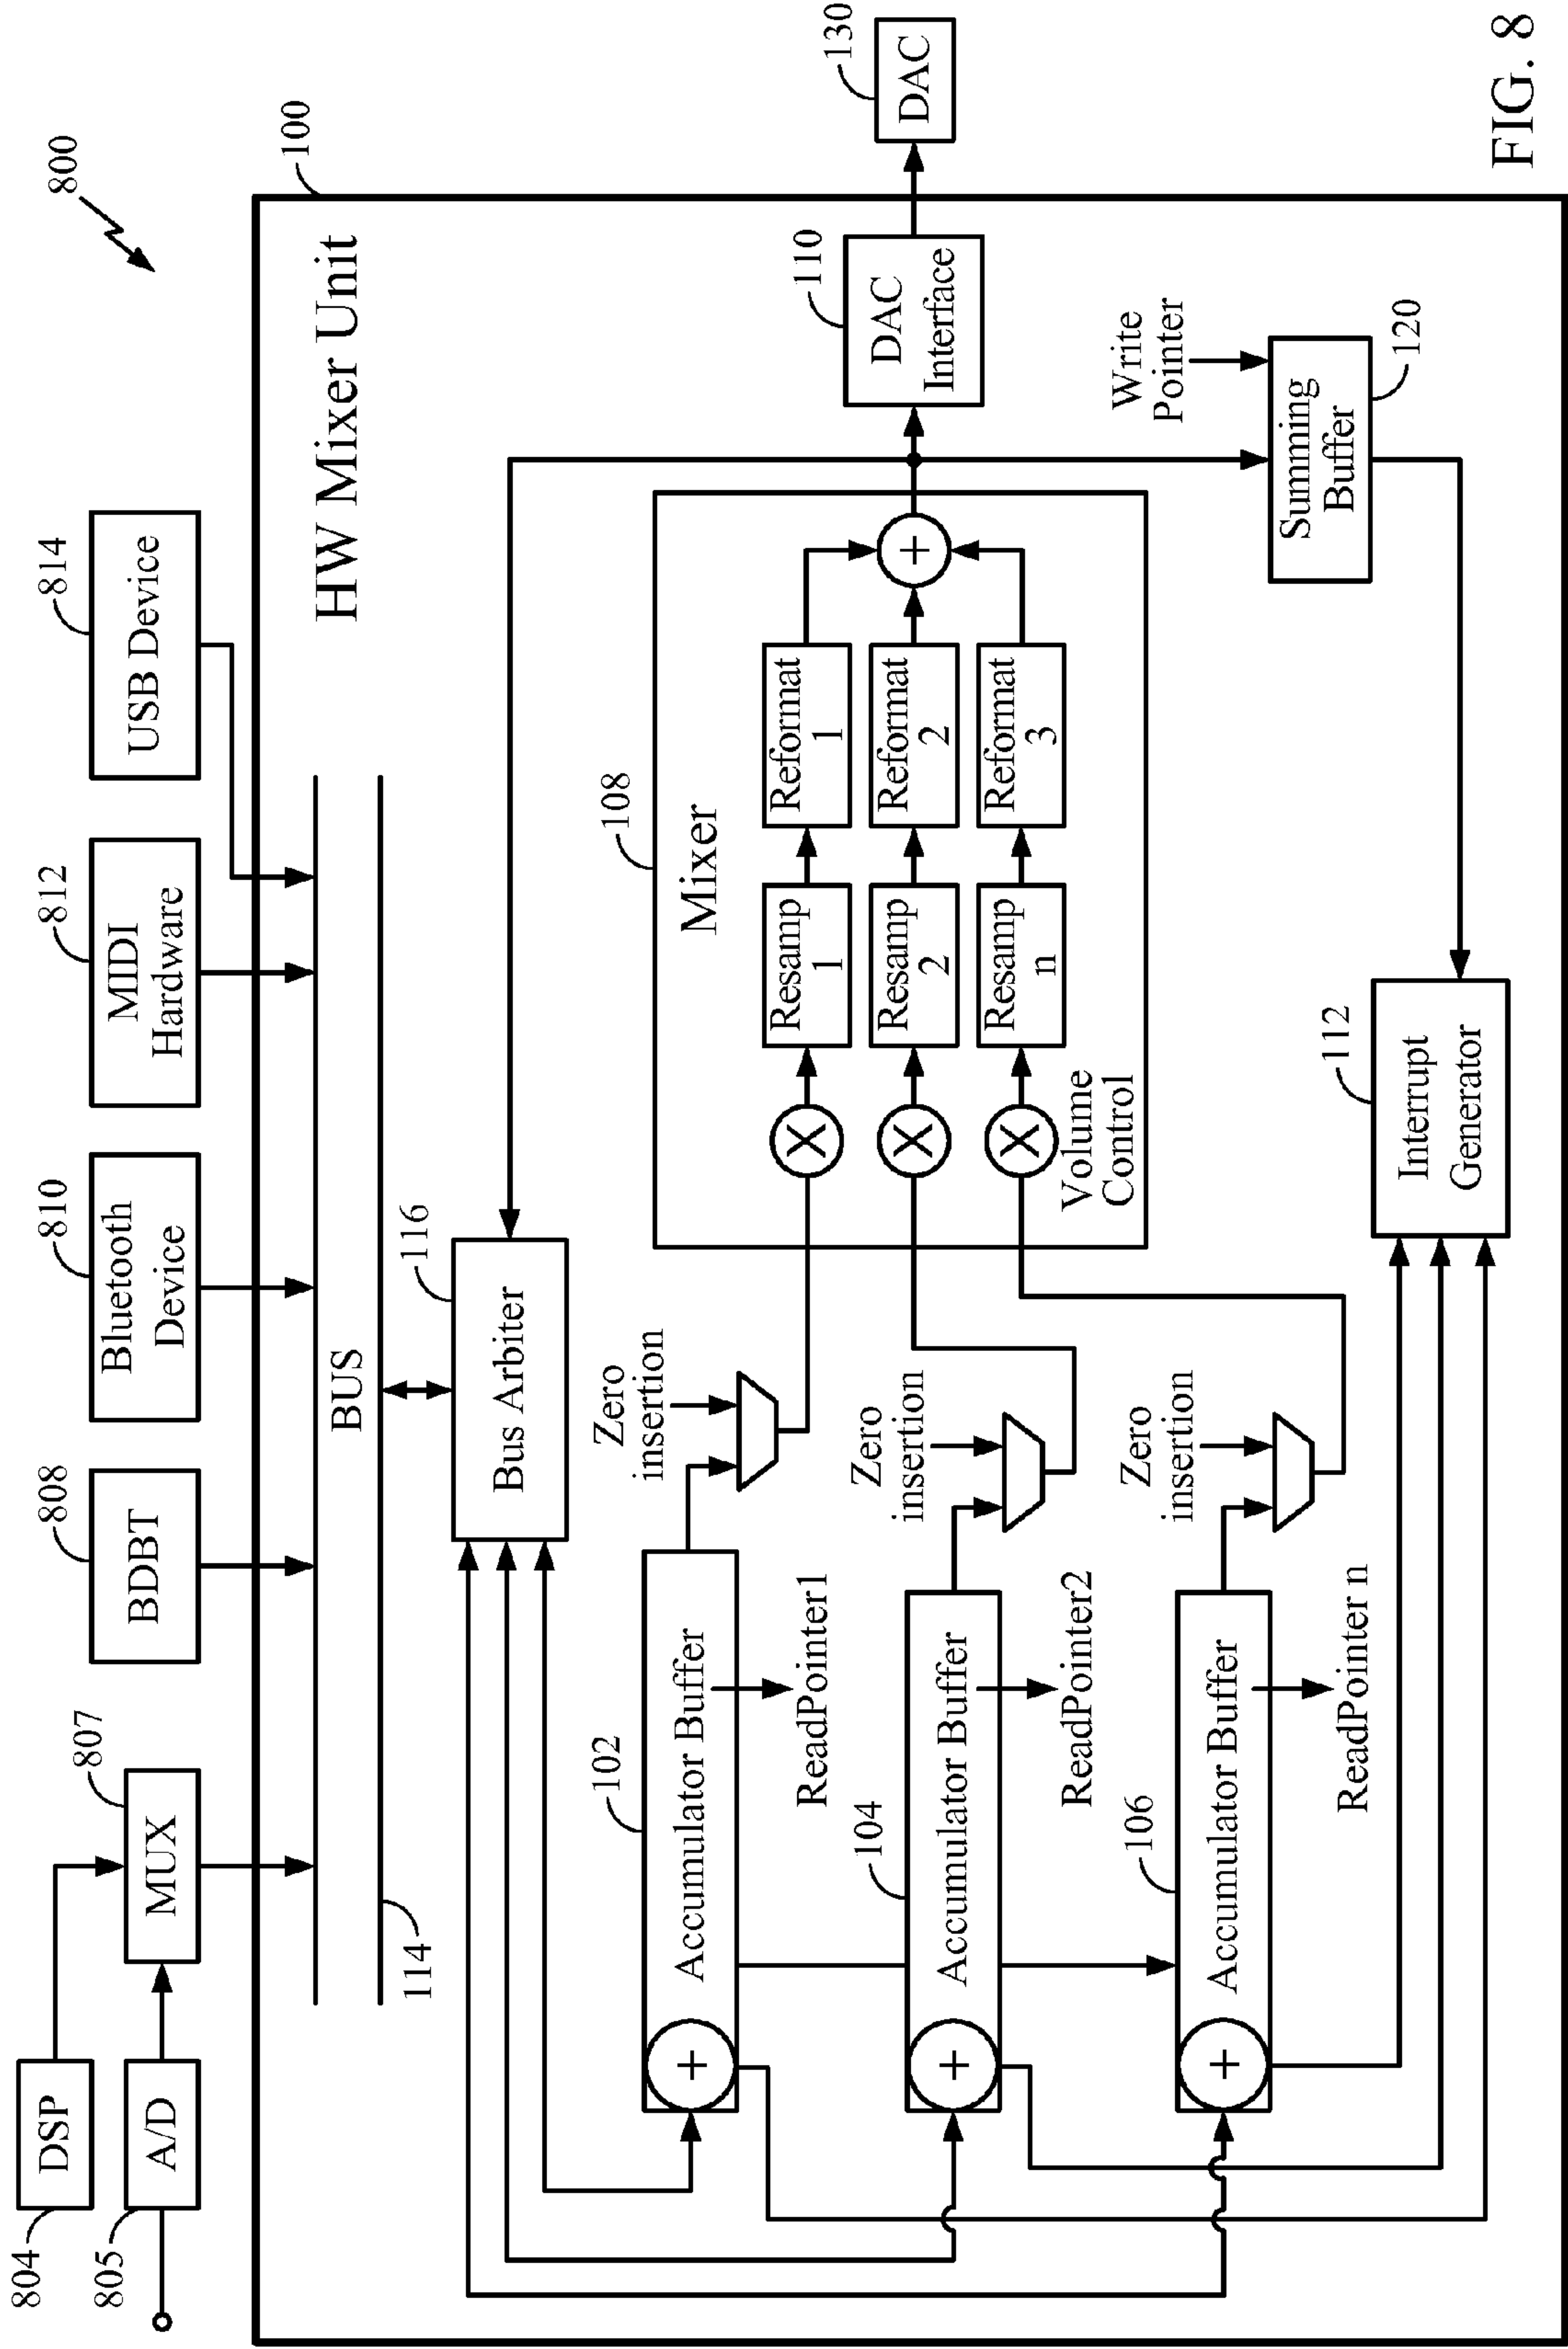 800
804
DSP
805
A/D
807
MUX
808
BDBT
810
Bluetooth
Device
812
MIDI
Hardware
814
USB Device
100
HW Mixer Unit
BUS
114
116
Bus Arbiter
102
Accumulator Buffer
ReadPointer1
Zero
insertion
104
Accumulator Buffer
ReadPointer2
Zero
insertion
106
Accumulator Buffer
ReadPointer n
Zero
insertion
108
Mixer
Resamp
1
Reformat
1
Resamp
2
Reformat
2
Resamp
n
Reformat
3
Volume
Control
+
+
+
+
X
X
X
110
DAC
Interface
130
DAC
Write
Pointer
Summing
Buffer
120
112
Interrupt
Generator
FIG. 8